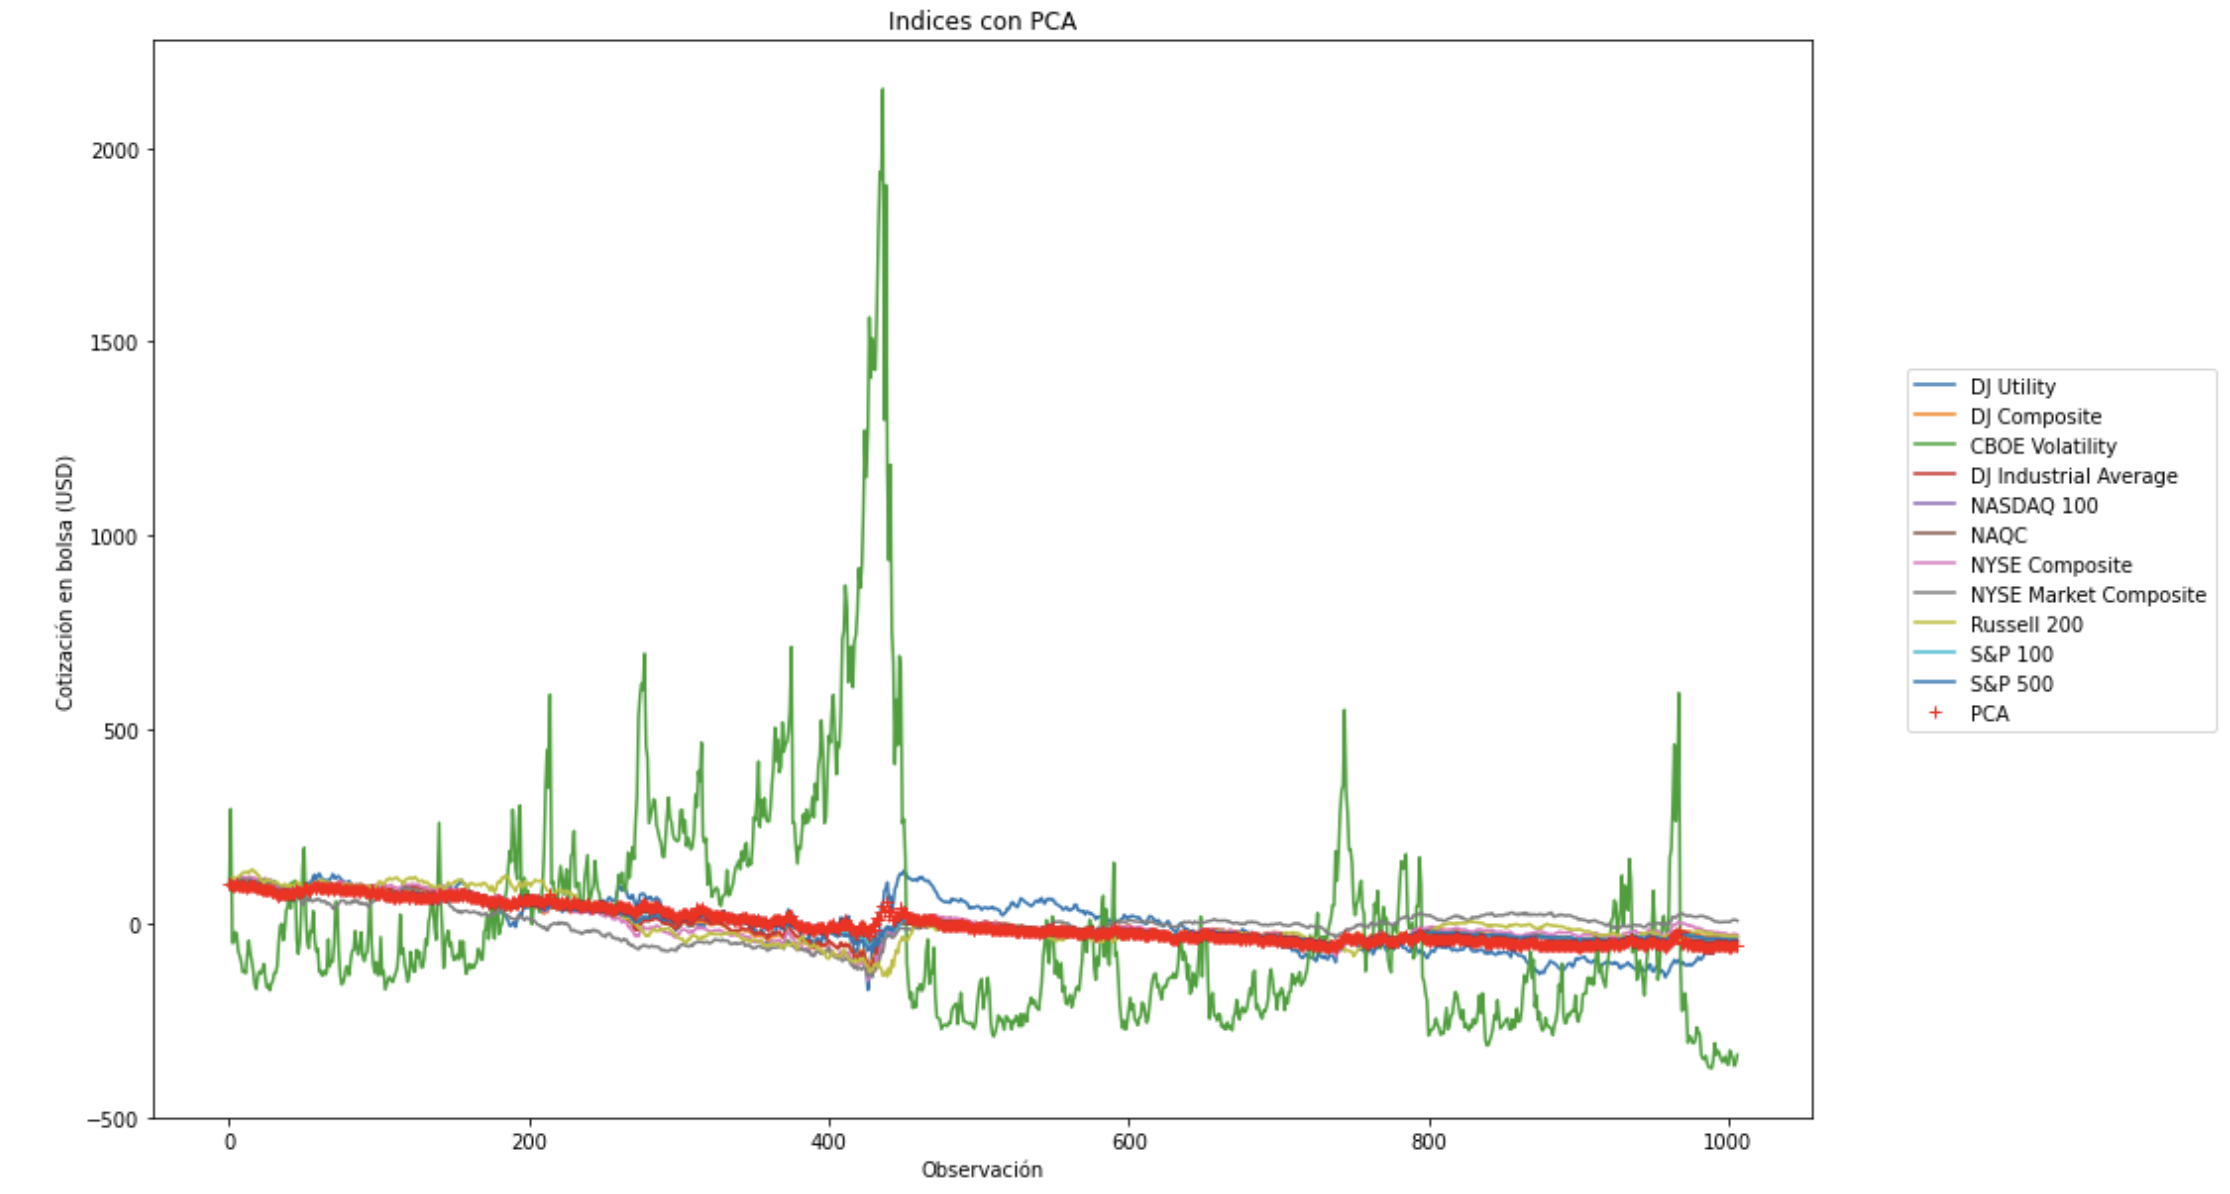 Indices con PCA
Cotización en bolsa (USD)
2000
1500
1000
500
0
−500
0 200 400 600 800 1000
Observación
DJ Utility
DJ Composite
CBOE Volatility
DJ Industrial Average
NASDAQ 100
NAQC
NYSE Composite
NYSE Market Composite
Russell 200
S&P 100
S&P 500
PCA